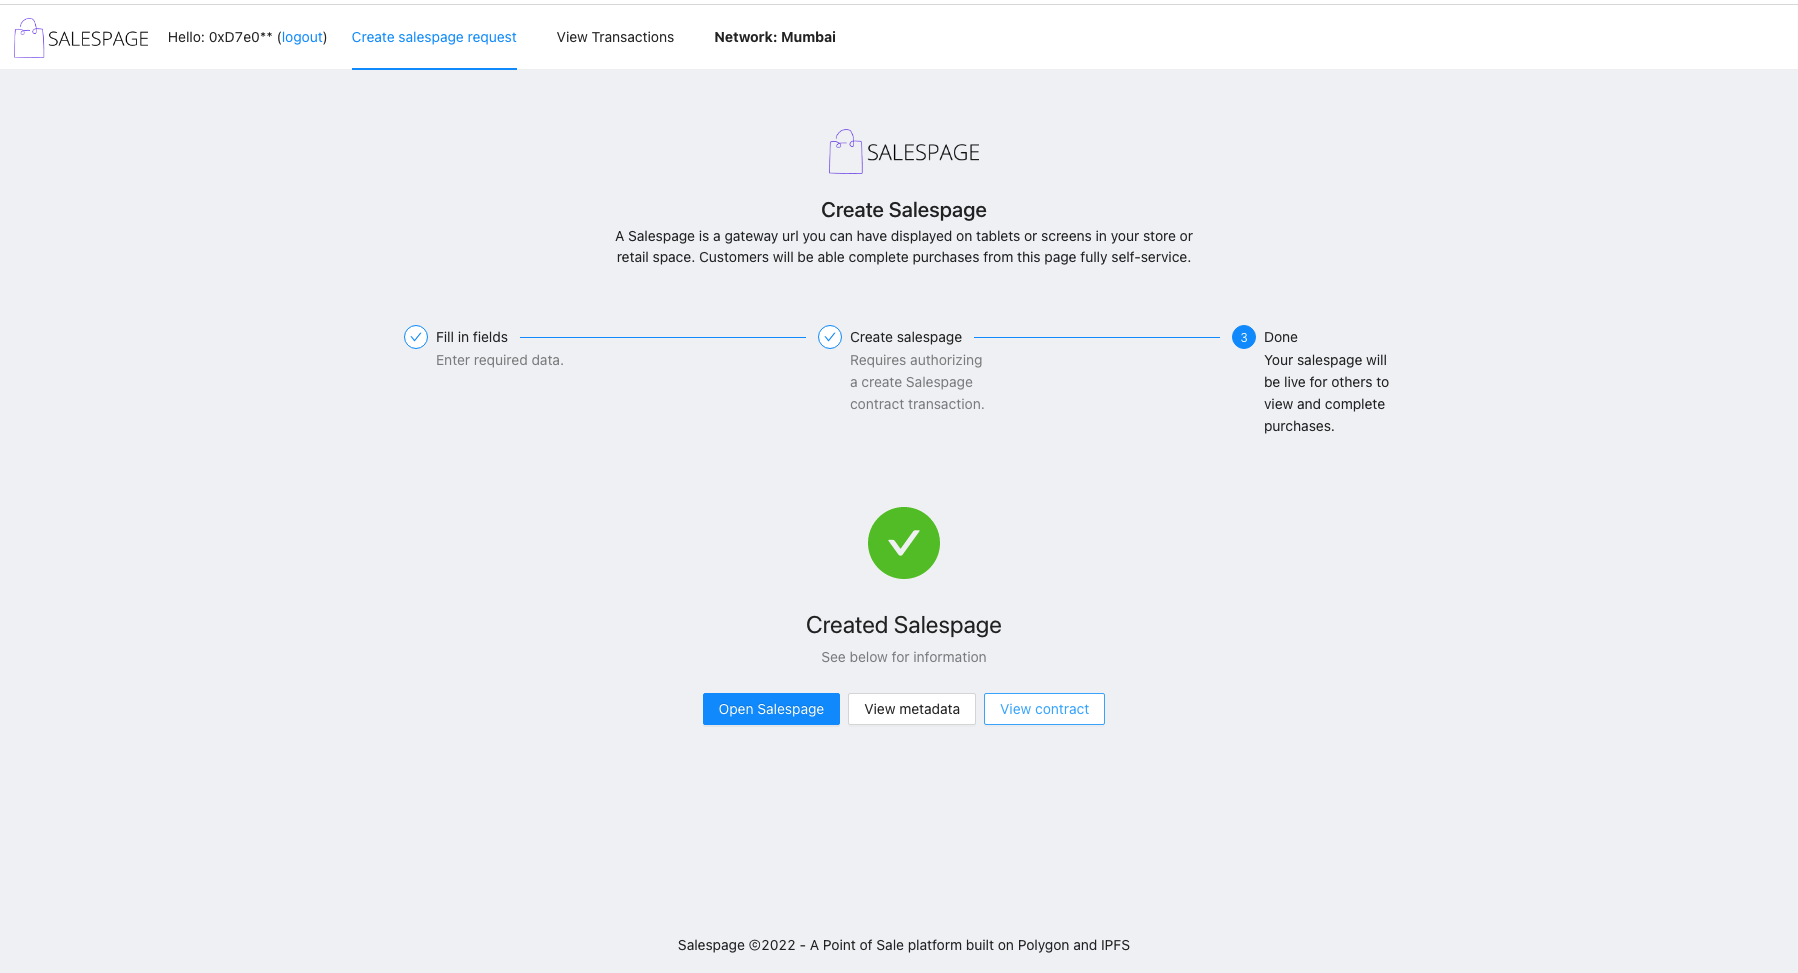 SALESPAGE Hello: 0xD7e0** (logout) Create salespage request View Transactions Network: Mumbai
SALESPAGE
Create Salespage
A Salespage is a gateway url you can have displayed on tablets or screens in your store or
retail space. Customers will be able complete purchases from this page fully self-service.
Fill in fields
Enter required data.
Create salespage
Requires authorizing
a create Salespage
contract transaction.
3 Done
Your salespage will
be live for others to
view and complete
purchases.
Created Salespage
See below for information
Open Salespage View metadata View contract
Salespage ©2022 - A Point of Sale platform built on Polygon and IPFS